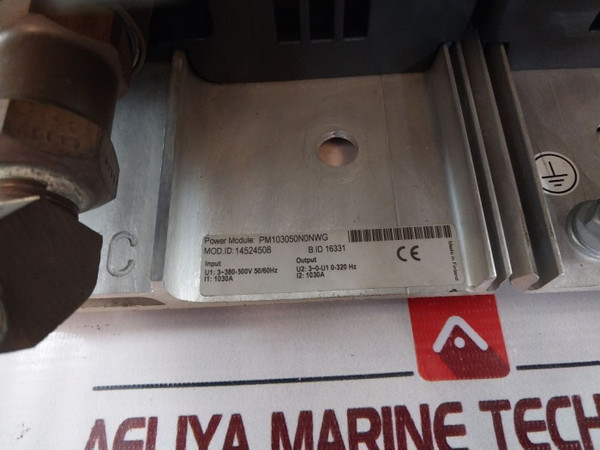 Power Module: PM103050N0NWG
MOD.ID: 14524508 B.ID 16331
Input Output
U1: 3~380-500V 50/60Hz U2: 3~0-U1 0-320 Hz
I1: 1030A I2: 1030A
CE
Made in Finland
C
AELIYA MARINE TECH